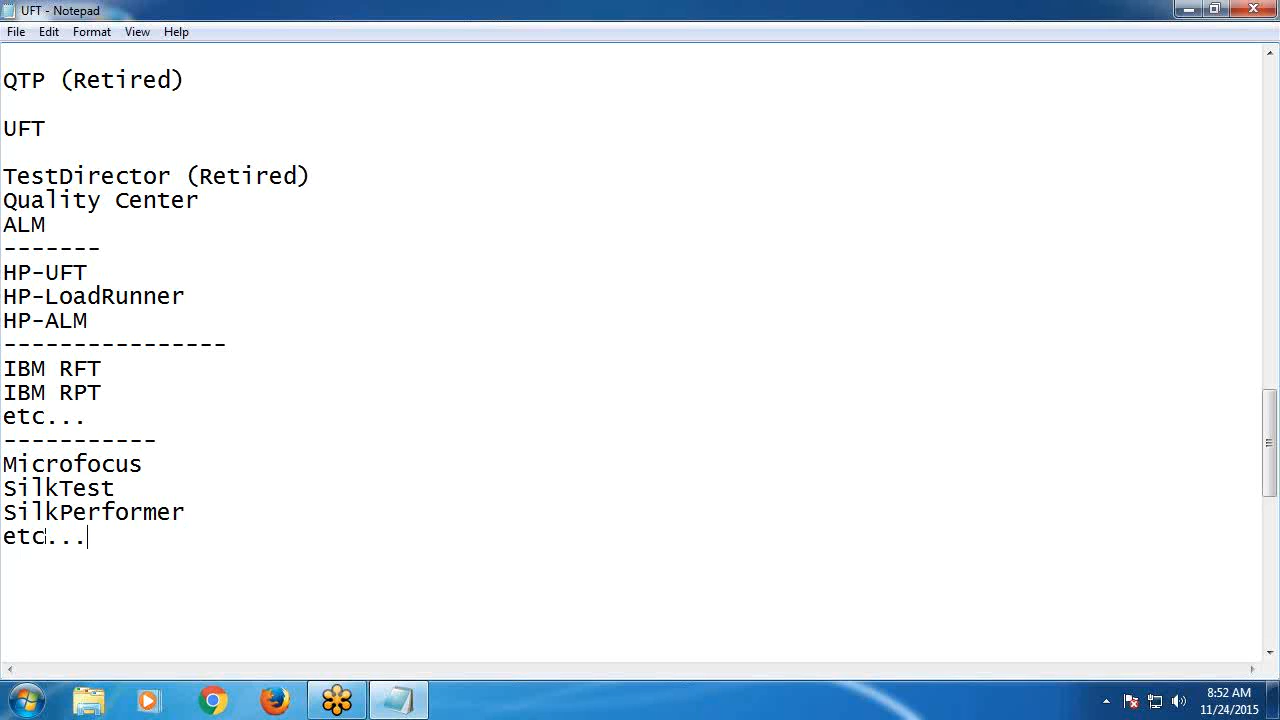 UFT - Notepad
File Edit Format View Help
QTP (Retired)
UFT
TestDirector (Retired)
Quality Center
ALM
-------
HP-UFT
HP-LoadRunner
HP-ALM
----------------
IBM RFT
IBM RPT
etc...
-----------
Microfocus
SilkTest
SilkPerformer
etc...
8:52 AM
11/24/2015